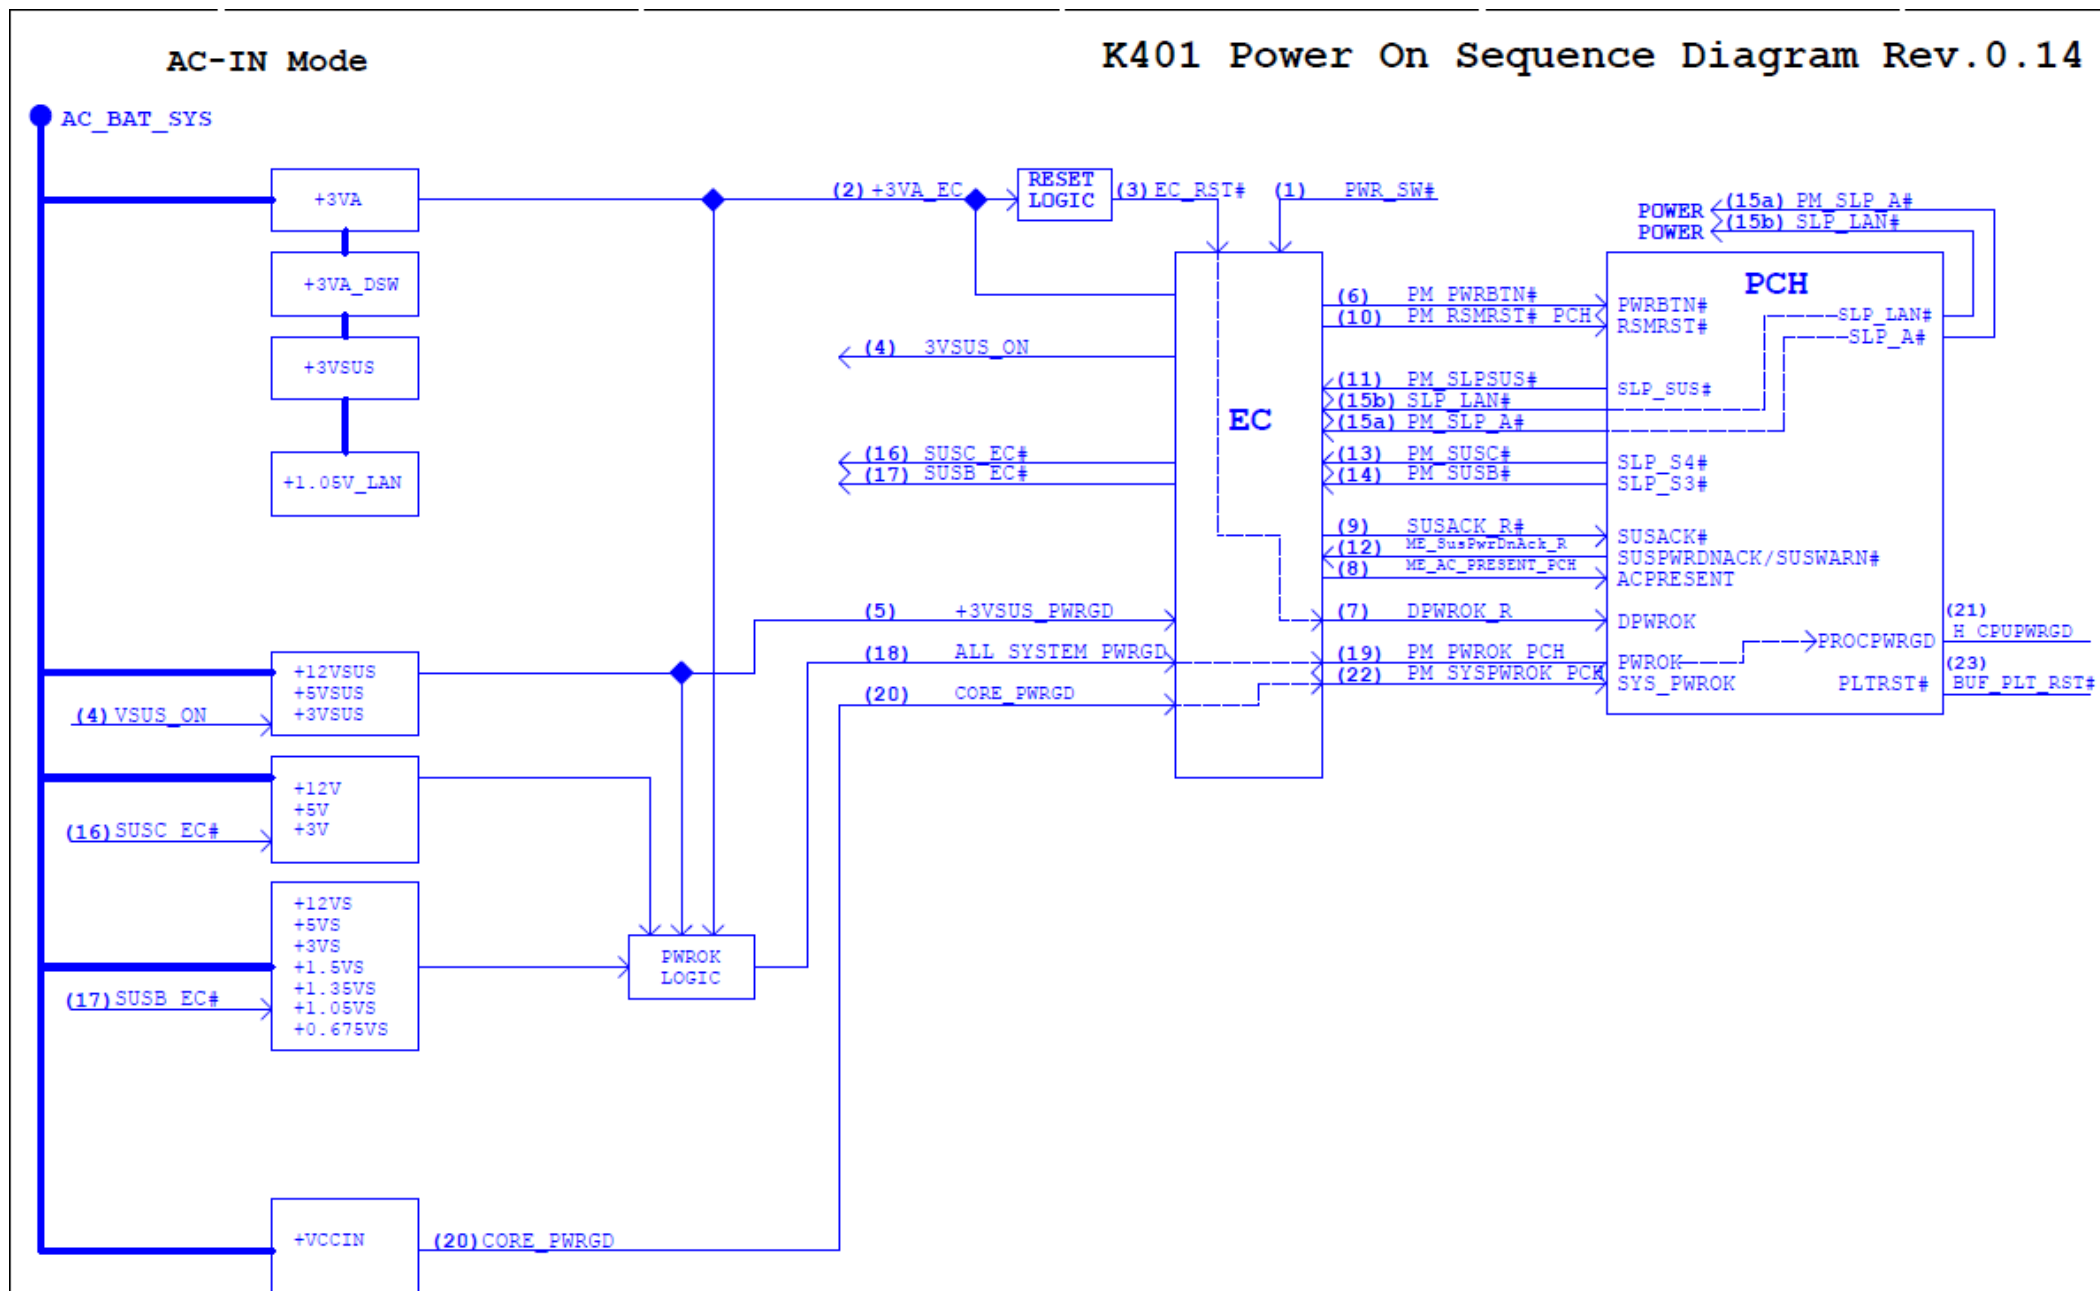 AC-IN Mode
K401 Power On Sequence Diagram Rev.0.14
AC_BAT_SYS
+3VA
(2) +3VA_EC
RESET
LOGIC
(3) EC_RST#
(1) PWR_SW#
POWER (15a) PM_SLP_A#
POWER (15b) SLP_LAN#
+3VA_DSW
+3VSUS
+1.05V_LAN
(4) 3VSUS_ON
(16) SUSC_EC#
(17) SUSB_EC#
(5) +3VSUS_PWRGD
(18) ALL_SYSTEM_PWRGD
(20) CORE_PWRGD
EC
(6) PM_PWRBTN#
(10) PM_RSMRST#_PCH
(11) PM_SLPSUS#
(15b) SLP_LAN#
(15a) PM_SLP_A#
(13) PM_SUSC#
(14) PM_SUSB#
(9) SUSACK_R#
(12) ME_SusPwrDnAck_R
(8) ME_AC_PRESENT_PCH
(7) DPWROK_R
(19) PM_PWROK_PCH
(22) PM_SYSPWROK_PCH
PCH
PWRBTN#
RSMRST#
SLP_LAN#
SLP_A#
SLP_SUS#
SLP_S4#
SLP_S3#
SUSACK#
SUSPWRDNACK/SUSWARN#
ACPRESENT
DPWROK
PROCPWRGD
PWROK
SYS_PWROK
PLTRST#
(21)
H_CPUPWRGD
(23)
BUF_PLT_RST#
+12VSUS
+5VSUS
+3VSUS
(4) VSUS_ON
+12V
+5V
+3V
(16) SUSC_EC#
+12VS
+5VS
+3VS
+1.5VS
+1.35VS
+1.05VS
+0.675VS
(17) SUSB_EC#
PWROK
LOGIC
+VCCIN
(20) CORE_PWRGD